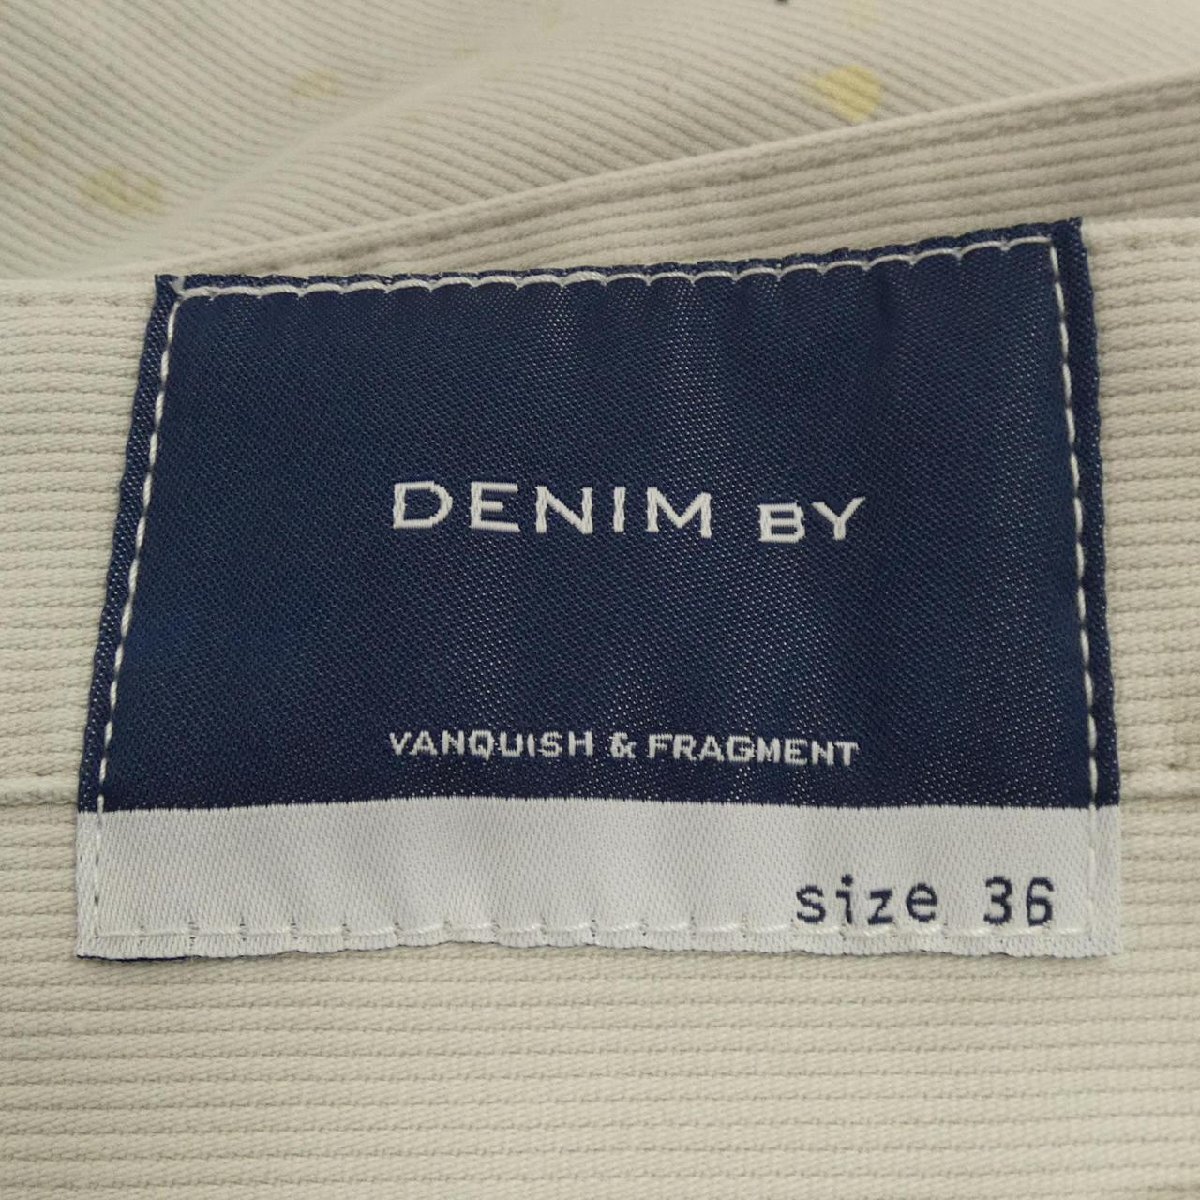 DENIM BY
VANQUISH & FRAGMENT
size 36